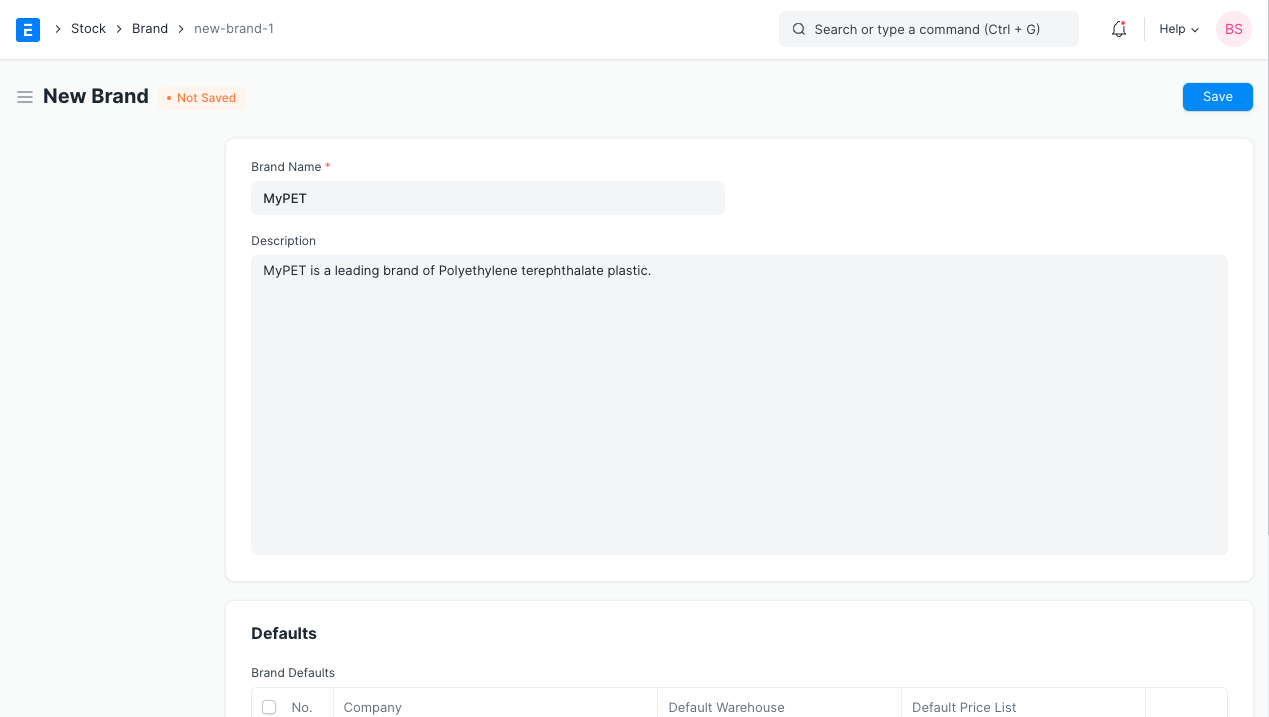 Stock Brand new-brand-1
Search or type a command (Ctrl + G)
Help
BS
New Brand
Not Saved
Save
Brand Name *
MyPET
Description
MyPET is a leading brand of Polyethylene terephthalate plastic.
Defaults
Brand Defaults
No. Company Default Warehouse Default Price List